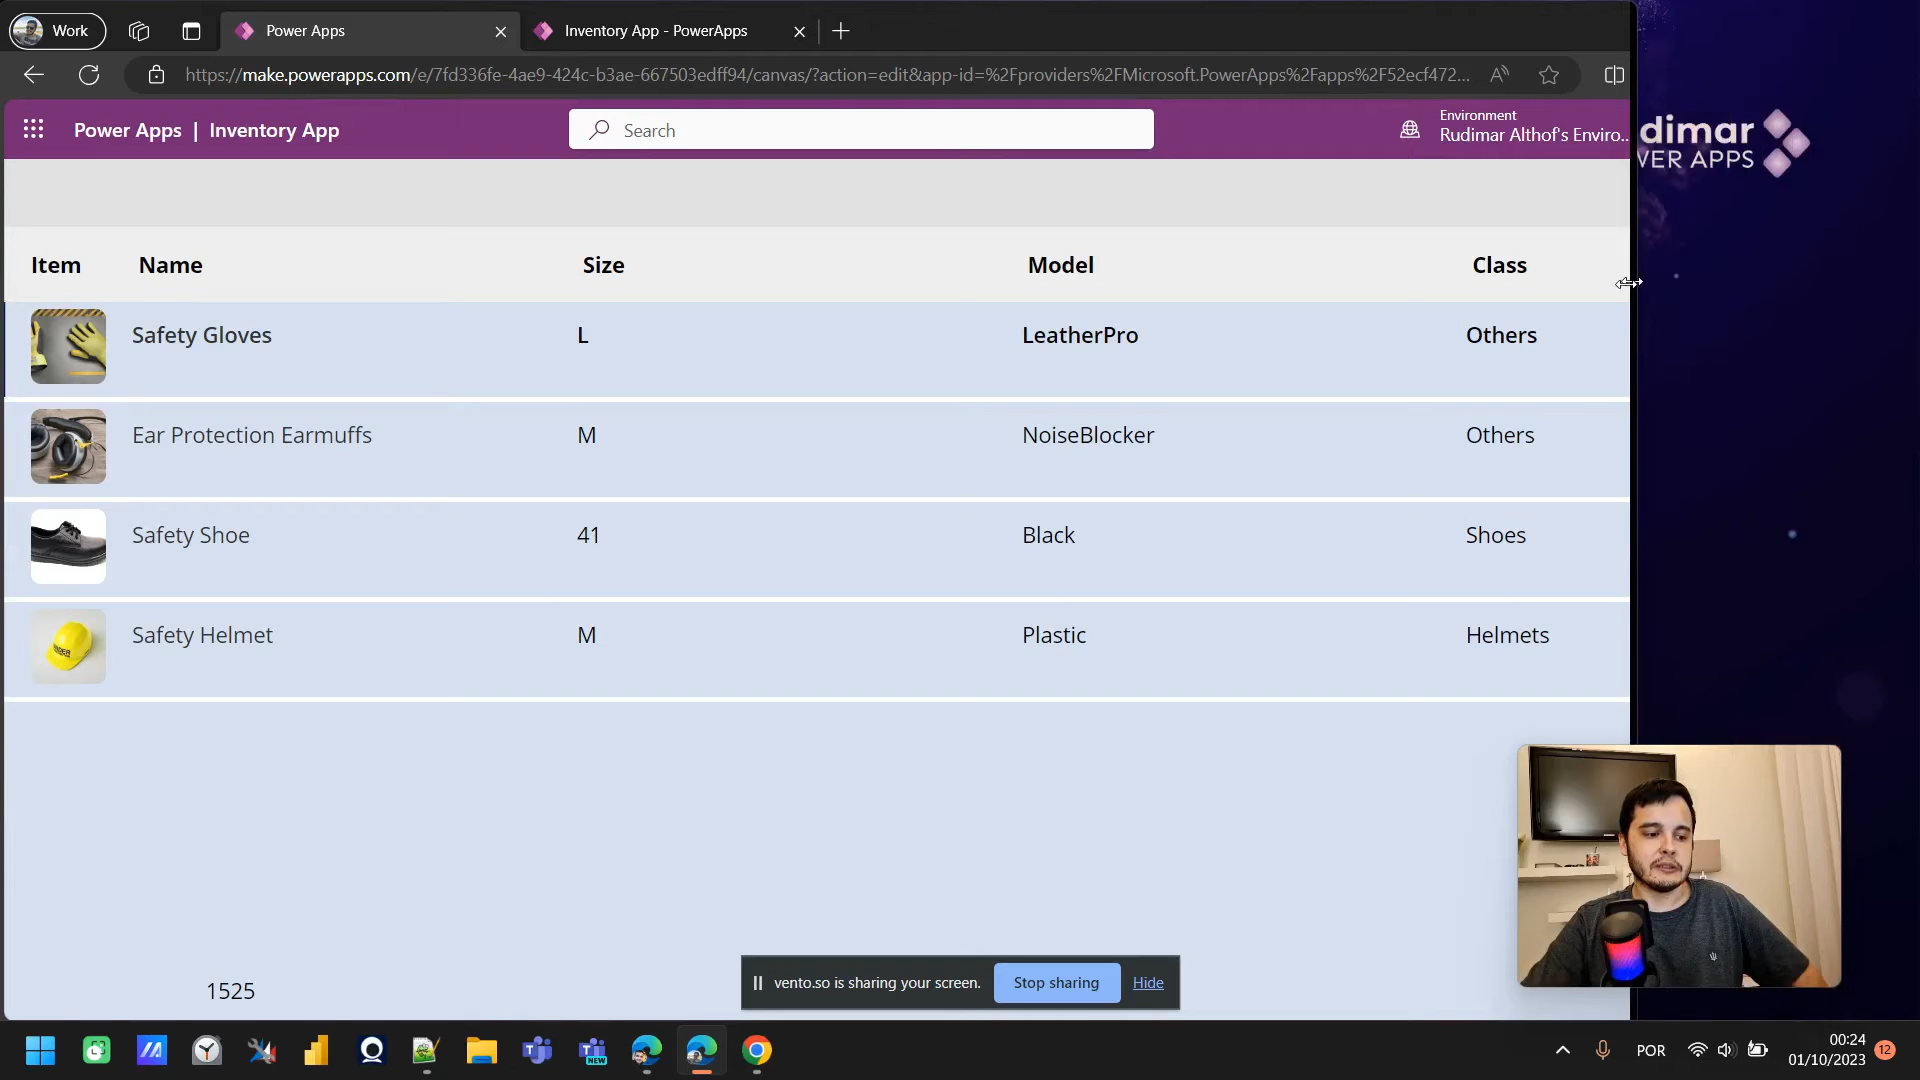 Work
Power Apps
Inventory App - PowerApps
https://make.powerapps.com/e/7fd336fe-4ae9-424c-b3ae-667503edff94/canvas/?action=edit&app-id=%2Fproviders%2FMicrosoft.PowerApps%2Fapps%2F52ecf472...
Power Apps | Inventory App
Search
Environment
Rudimar Althof's Enviro...
dimar
WER APPS
Item Name Size Model Class
Safety Gloves L LeatherPro Others
Ear Protection Earmuffs M NoiseBlocker Others
Safety Shoe 41 Black Shoes
Safety Helmet M Plastic Helmets
1525
vento.so is sharing your screen. Stop sharing Hide
NEW
POR
00:24
01/10/2023
12